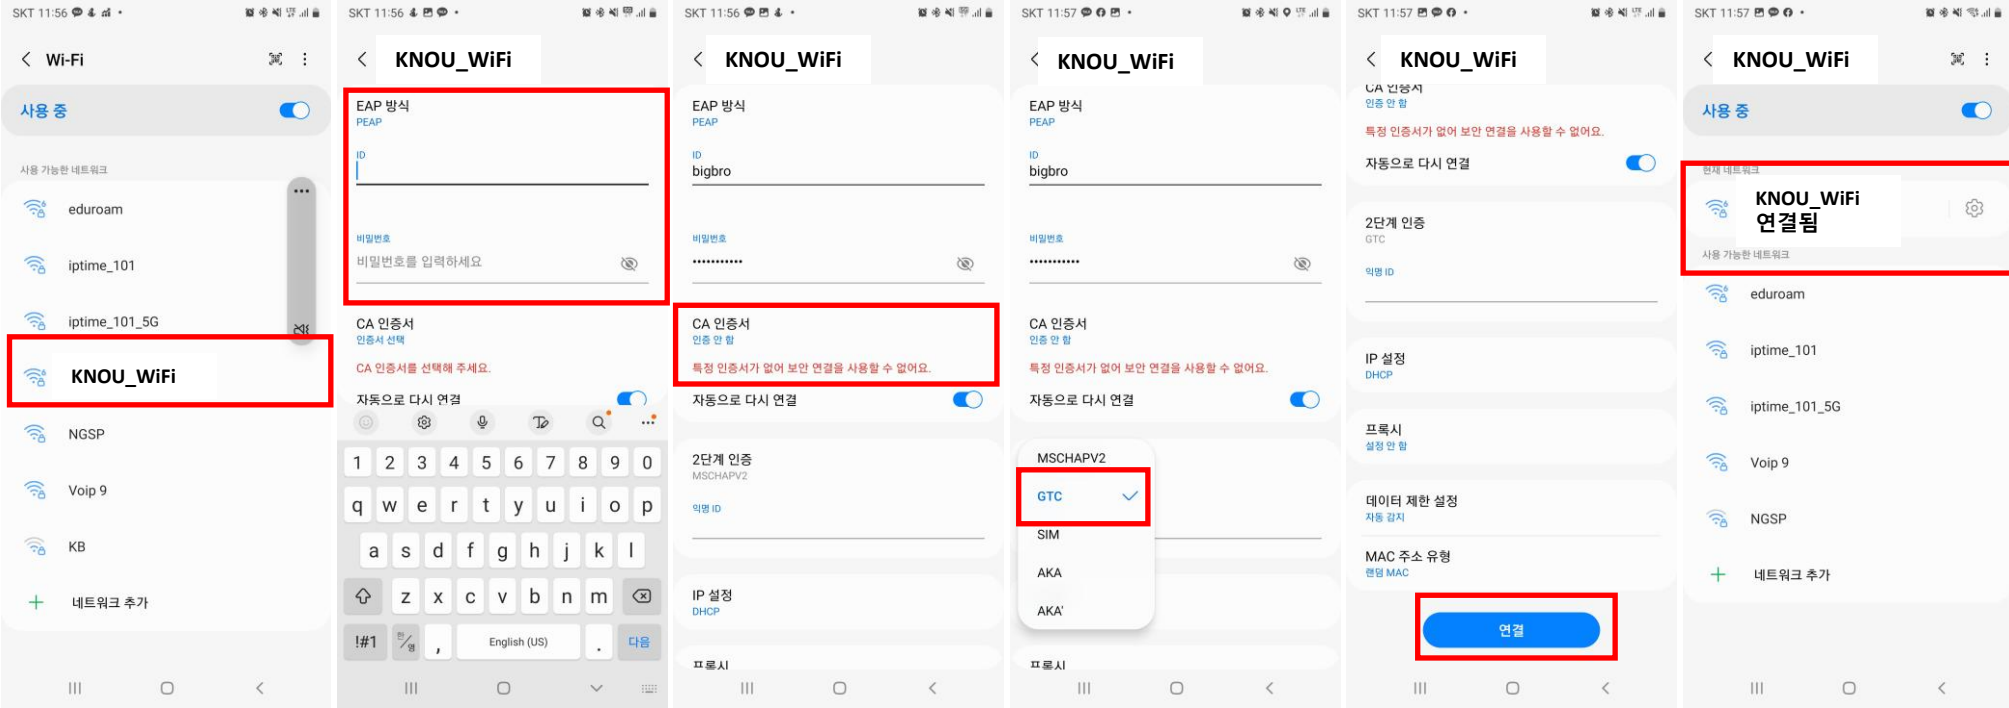 SKT 11:56
Wi-Fi
사용 중
사용 가능한 네트워크
eduroam
iptime_101
iptime_101_5G
KNOU_WiFi
NGSP
Voip 9
KB
네트워크 추가
SKT 11:56
KNOU_WiFi
EAP 방식
PEAP
ID
비밀번호
비밀번호를 입력하세요
CA 인증서
인증서 선택
CA 인증서를 선택해 주세요.
자동으로 다시 연결
1 2 3 4 5 6 7 8 9 0
q w e r t y u i o p
a s d f g h j k l
z x c v b n m
!#1 한/영 , English (US) . 다음
SKT 11:56
KNOU_WiFi
EAP 방식
PEAP
ID
bigbro
비밀번호
•••••••••••
CA 인증서
인증 안 함
특정 인증서가 없어 보안 연결을 사용할 수 없어요.
자동으로 다시 연결
2단계 인증
MSCHAPV2
익명 ID
IP 설정
DHCP
프록시
SKT 11:57
KNOU_WiFi
EAP 방식
PEAP
ID
bigbro
비밀번호
•••••••••••
CA 인증서
인증 안 함
특정 인증서가 없어 보안 연결을 사용할 수 없어요.
자동으로 다시 연결
MSCHAPV2
GTC
SIM
AKA
AKA'
프록시
SKT 11:57
KNOU_WiFi
CA 인증서
인증 안 함
특정 인증서가 없어 보안 연결을 사용할 수 없어요.
자동으로 다시 연결
2단계 인증
GTC
익명 ID
IP 설정
DHCP
프록시
설정 안 함
데이터 제한 설정
자동 감지
MAC 주소 유형
랜덤 MAC
연결
SKT 11:57
KNOU_WiFi
사용 중
현재 네트워크
KNOU_WiFi
연결됨
사용 가능한 네트워크
eduroam
iptime_101
iptime_101_5G
Voip 9
NGSP
네트워크 추가